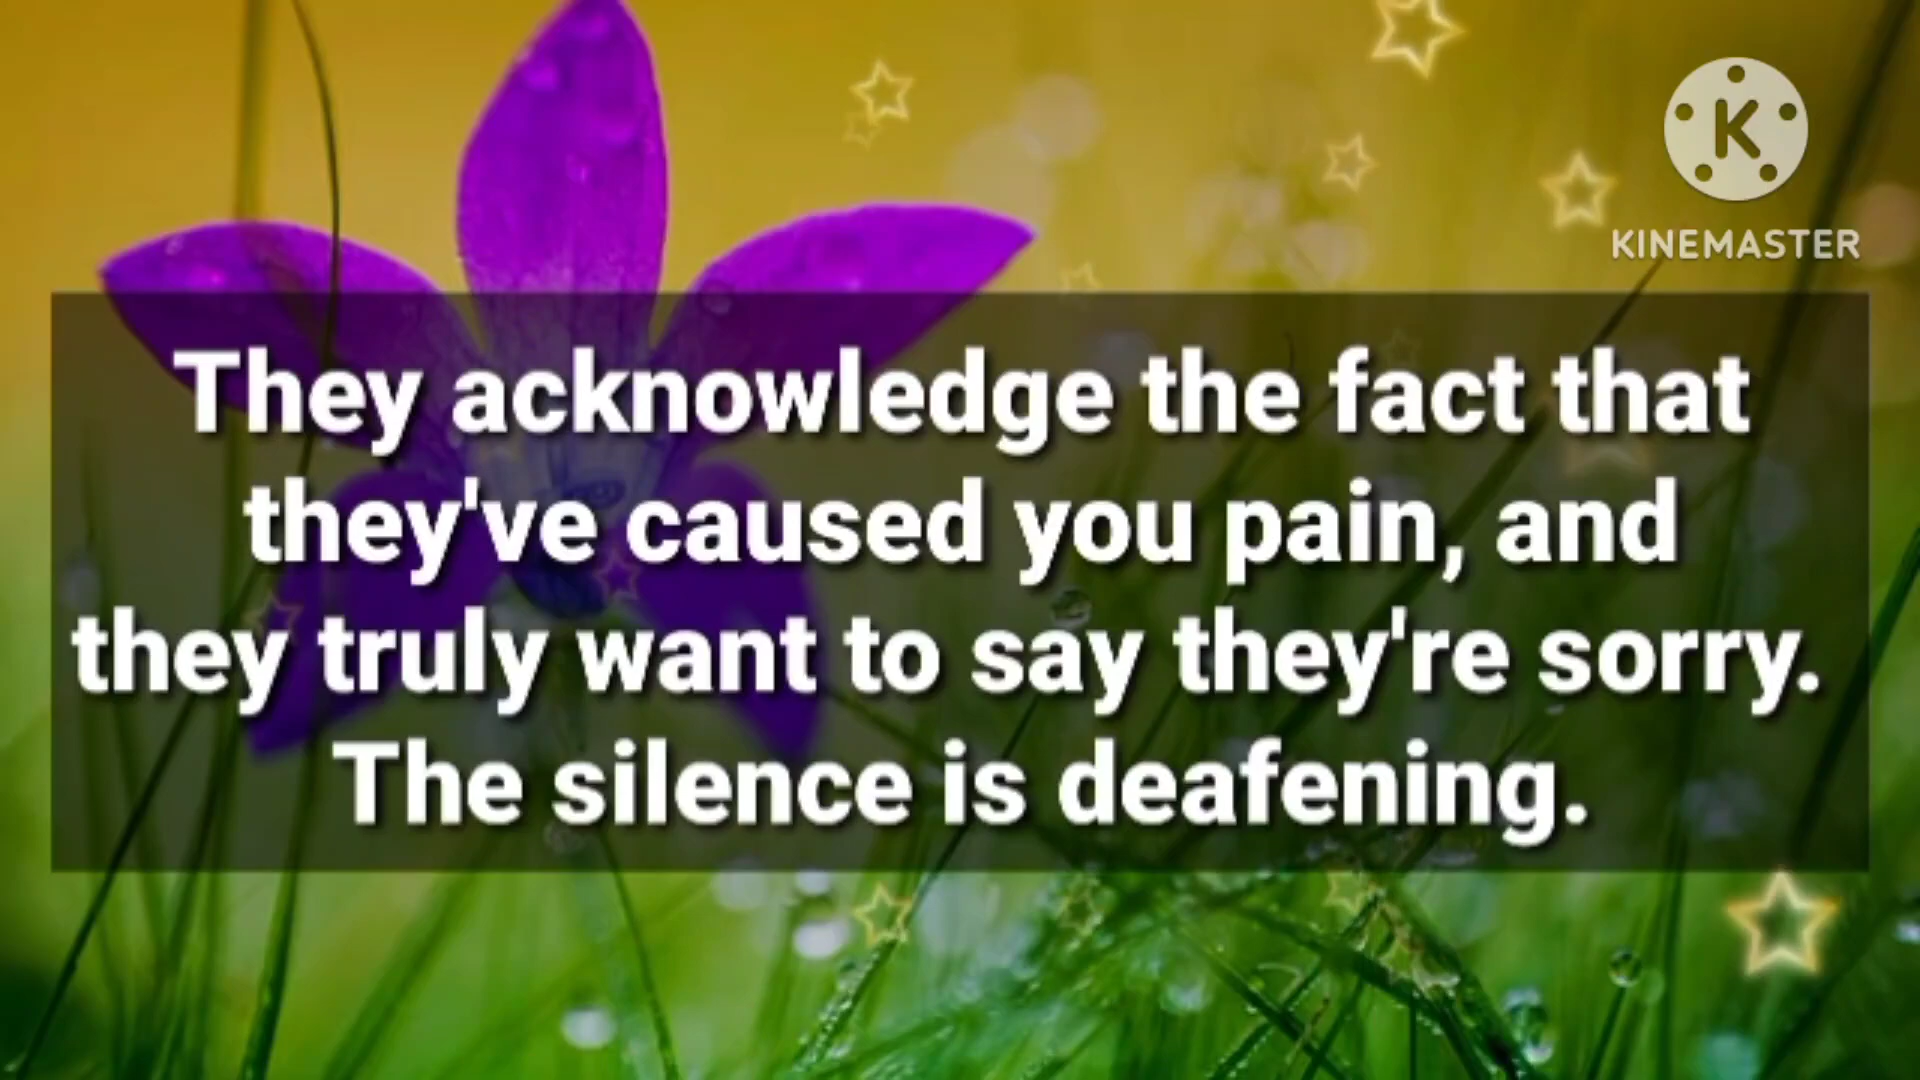 K
KINEMASTER
They acknowledge the fact that
they've caused you pain, and
they truly want to say they're sorry.
The silence is deafening.